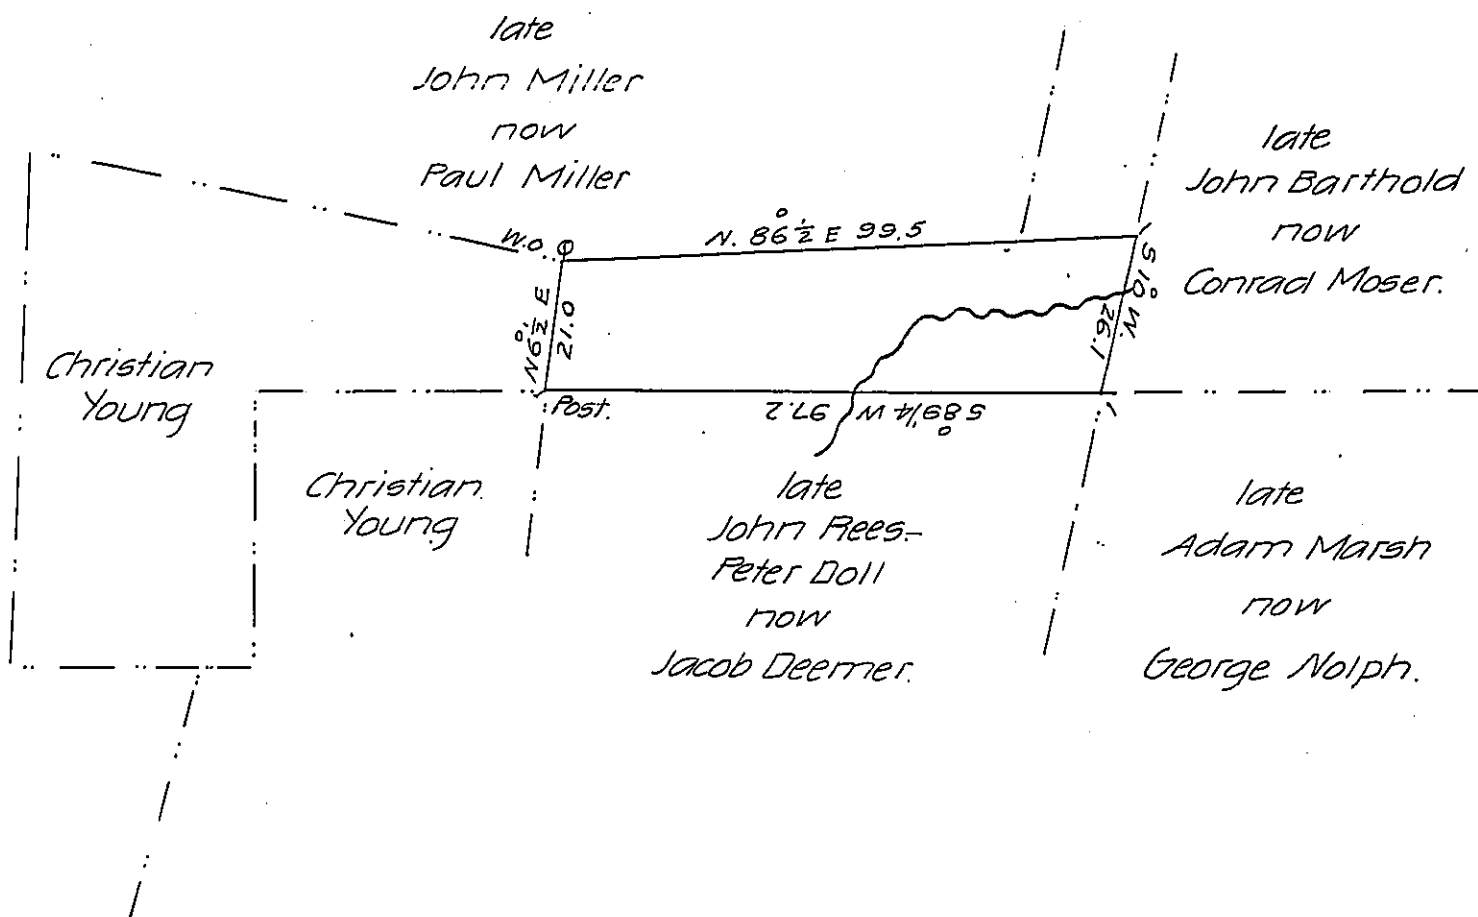 late
John Miller
now
Paul Miller
late
John Barthold
now
Conrad Moser.
W.O.
N. 86½° E 99.5
S 10° W.
26.1
N 6½° E
21.0
Christian
Young
Post.
S 89¼° W 97.2
Christian
Young
late
John Rees-
Peter Doll
now
Jacob Deemer.
late
Adam Marsh
now
George Nolph.